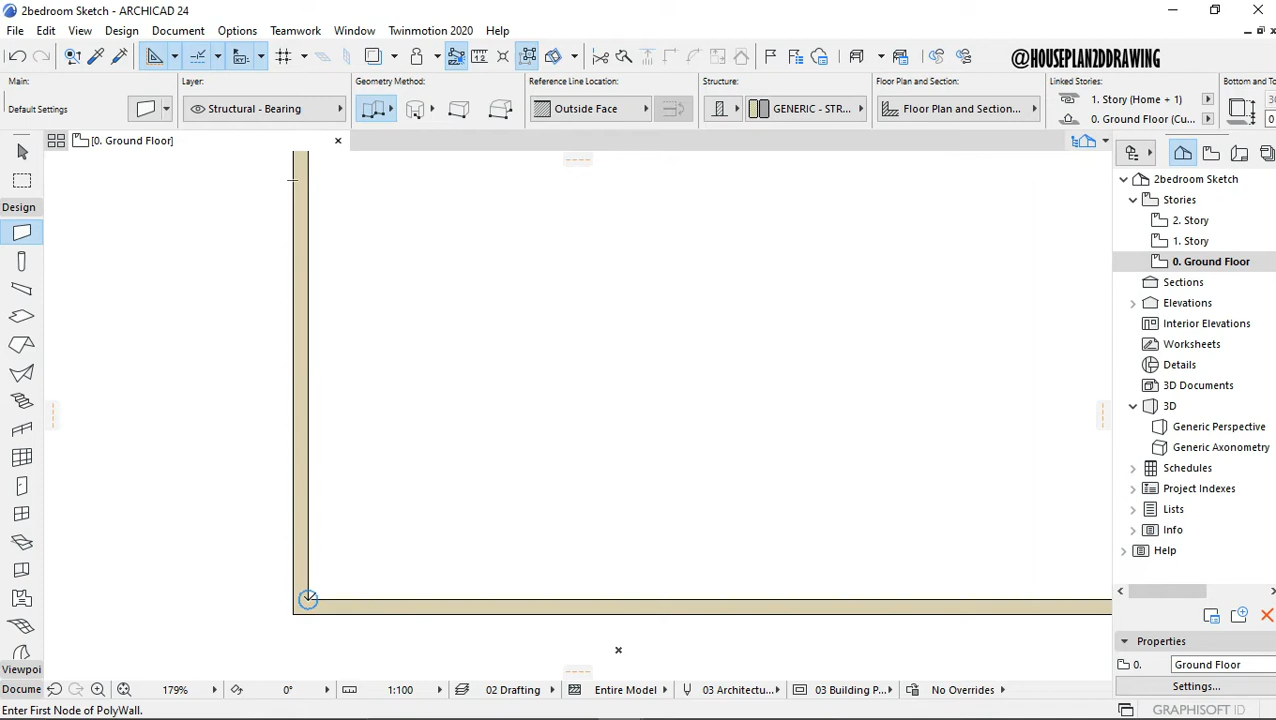 2bedroom Sketch - ARCHICAD 24
File Edit View Design Document Options Teamwork Twinmotion 2020 Window Help
@HOUSEPLAN2DDRAWING
Main:
Default Settings
Layer:
Structural - Bearing
Geometry Method:
Reference Line Location:
Outside Face
Structure:
GENERIC - STR...
Floor Plan and Section:
Floor Plan and Section...
Linked Stories:
1. Story (Home + 1)
0. Ground Floor (Cu...
Bottom and To
[0. Ground Floor]
Design
Viewpoi
Docume
2bedroom Sketch
Stories
2. Story
1. Story
0. Ground Floor
Sections
Elevations
Interior Elevations
Worksheets
Details
3D Documents
3D
Generic Perspective
Generic Axonometry
Schedules
Project Indexes
Lists
Info
Help
Properties
0.
Ground Floor
Settings...
179%
0°
1:100
02 Drafting
Entire Model
03 Architectu...
03 Building P...
No Overrides
Enter First Node of PolyWall.
GRAPHISOFT ID